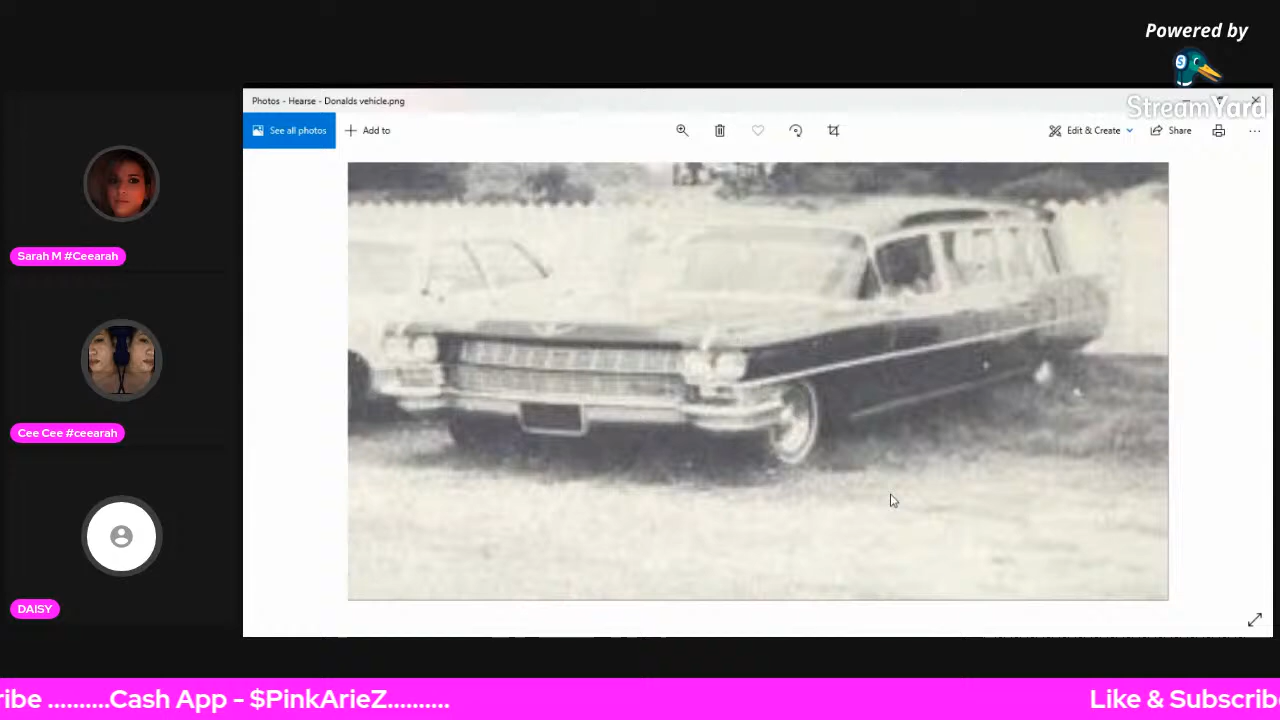 Powered by
StreamYard
Photos - Hearse - Donalds vehicle.png
See all photos
Add to
Edit & Create
Share
Sarah M #Ceearah
Cee Cee #ceearah
DAISY
ribe ..........Cash App - $PinkArieZ..........
Like & Subscribe